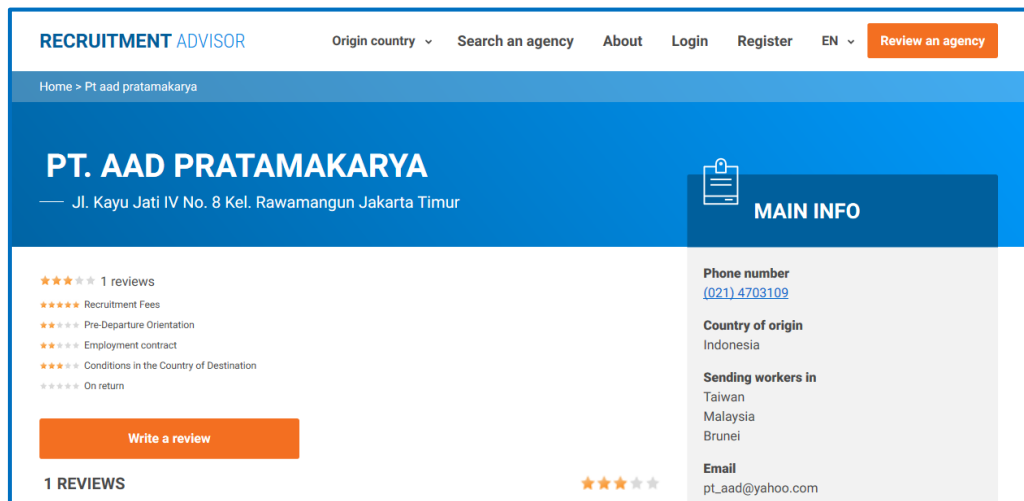 RECRUITMENT ADVISOR
Origin country
Search an agency
About
Login
Register
EN
Review an agency
Home > Pt aad pratamakarya
PT. AAD PRATAMAKARYA
Jl. Kayu Jati IV No. 8 Kel. Rawamangun Jakarta Timur
MAIN INFO
1 reviews
Recruitment Fees
Pre-Departure Orientation
Employment contract
Conditions in the Country of Destination
On return
Write a review
1 REVIEWS
Phone number
(021) 4703109
Country of origin
Indonesia
Sending workers in
Taiwan
Malaysia
Brunei
Email
pt_aad@yahoo.com